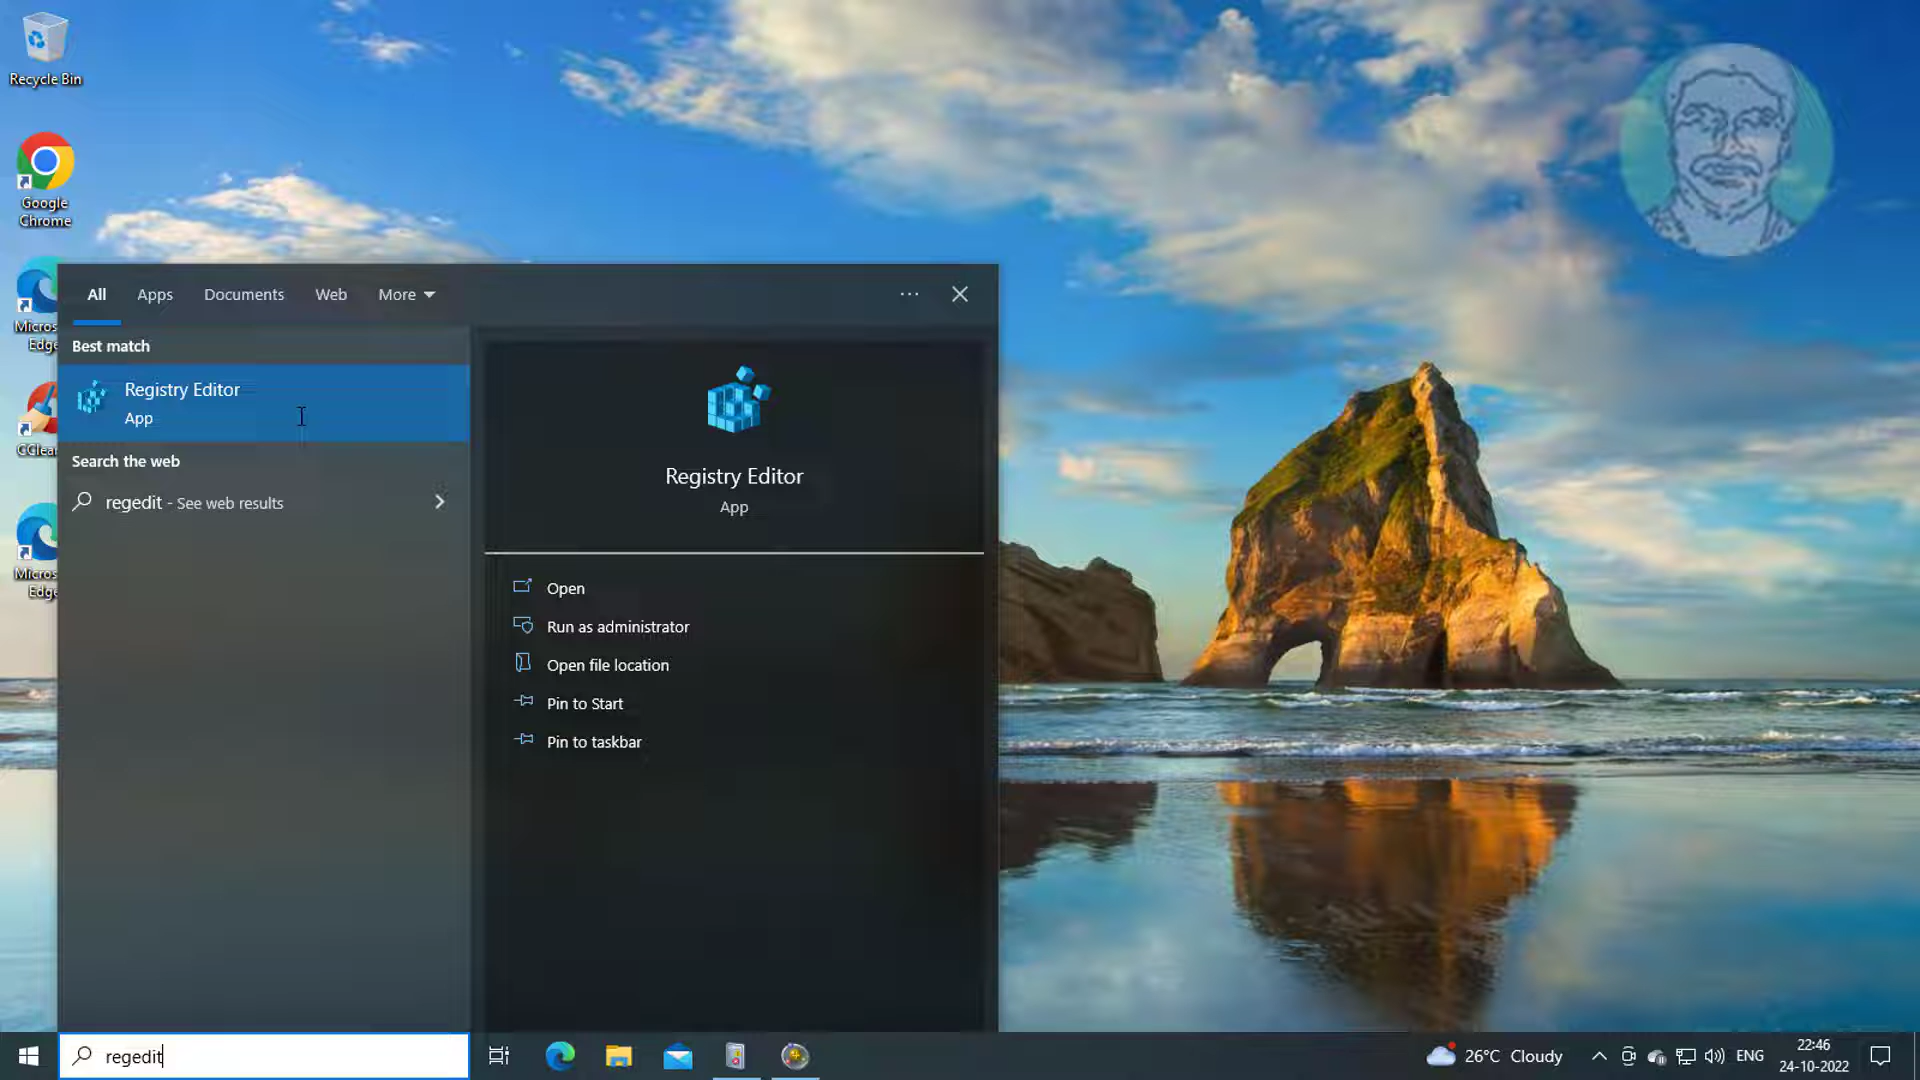 Recycle Bin
Google
Chrome
Micros
Edge
CClean
Micros
Edge
All
Apps
Documents
Web
More
Best match
Registry Editor
App
Search the web
regedit - See web results
Registry Editor
App
Open
Run as administrator
Open file location
Pin to Start
Pin to taskbar
regedit
26°C Cloudy
ENG
22:46
24-10-2022